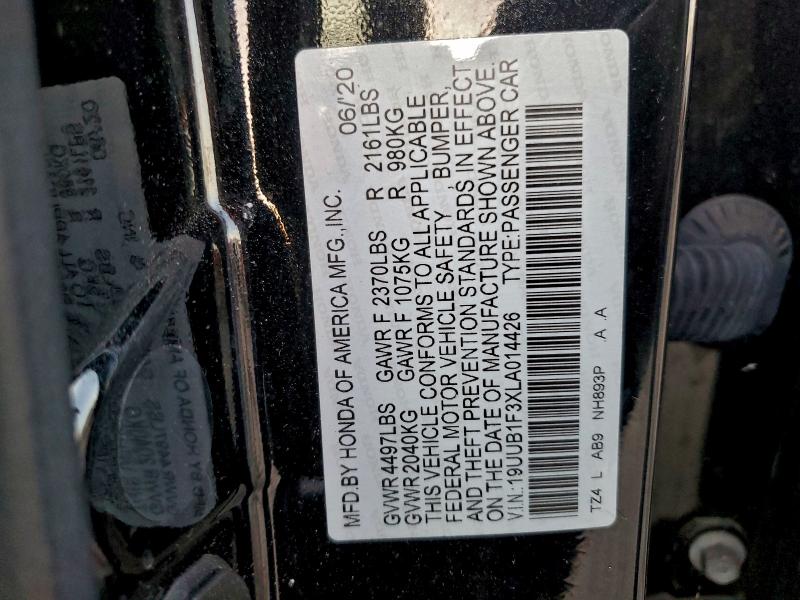 MFD.BY HONDA OF AMERICA MFG.,INC. 06/'20
GVWR 4497LBS GAWR F 2370LBS R 2161LBS
GVWR 2040KG GAWR F 1075KG R 980KG
THIS VEHICLE CONFORMS TO ALL APPLICABLE
FEDERAL MOTOR VEHICLE SAFETY, BUMPER,
AND THEFT PREVENTION STANDARDS IN EFFECT
ON THE DATE OF MANUFACTURE SHOWN ABOVE.
V.I.N.:19UUB1F3XLA014426 TYPE:PASSENGER CAR
TZ4 L AB9 NH893P A .A